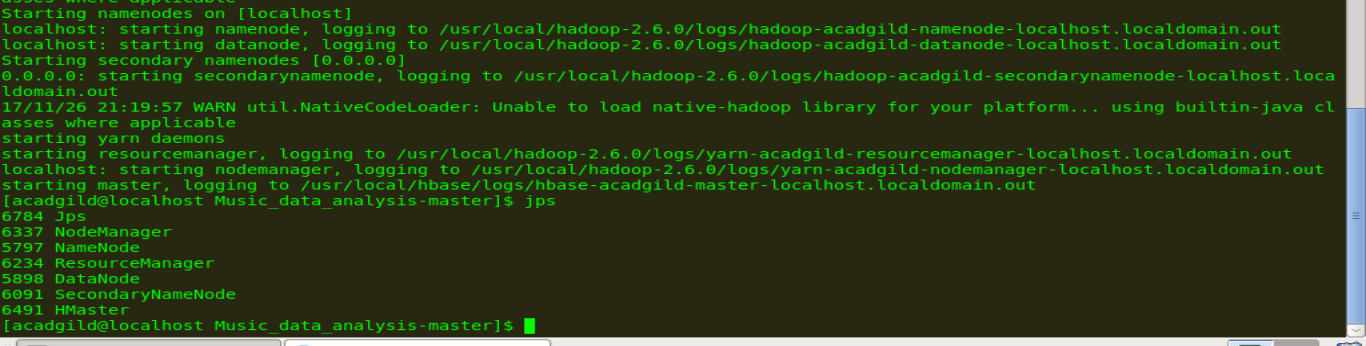 asses where applicable
Starting namenodes on [localhost]
localhost: starting namenode, logging to /usr/local/hadoop-2.6.0/logs/hadoop-acadgild-namenode-localhost.localdomain.out
localhost: starting datanode, logging to /usr/local/hadoop-2.6.0/logs/hadoop-acadgild-datanode-localhost.localdomain.out
Starting secondary namenodes [0.0.0.0]
0.0.0.0: starting secondarynamenode, logging to /usr/local/hadoop-2.6.0/logs/hadoop-acadgild-secondarynamenode-localhost.loca
ldomain.out
17/11/26 21:19:57 WARN util.NativeCodeLoader: Unable to load native-hadoop library for your platform... using builtin-java cl
asses where applicable
starting yarn daemons
starting resourcemanager, logging to /usr/local/hadoop-2.6.0/logs/yarn-acadgild-resourcemanager-localhost.localdomain.out
localhost: starting nodemanager, logging to /usr/local/hadoop-2.6.0/logs/yarn-acadgild-nodemanager-localhost.localdomain.out
starting master, logging to /usr/local/hbase/logs/hbase-acadgild-master-localhost.localdomain.out
[acadgild@localhost Music_data_analysis-master]$ jps
6784 Jps
6337 NodeManager
5797 NameNode
6234 ResourceManager
5898 DataNode
6091 SecondaryNameNode
6491 HMaster
[acadgild@localhost Music_data_analysis-master]$